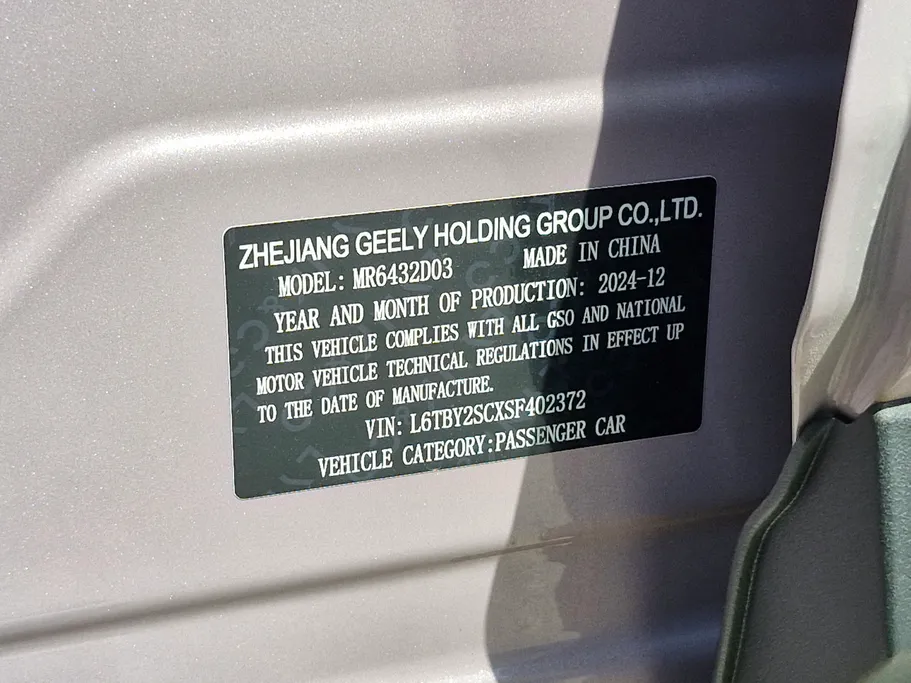 ZHEJIANG GEELY HOLDING GROUP CO.,LTD.
MODEL: MR6432D03 MADE IN CHINA
YEAR AND MONTH OF PRODUCTION: 2024-12
THIS VEHICLE COMPLIES WITH ALL GSO AND NATIONAL
MOTOR VEHICLE TECHNICAL REGULATIONS IN EFFECT UP
TO THE DATE OF MANUFACTURE.
VIN: L6TBY2SCXSF402372
VEHICLE CATEGORY:PASSENGER CAR